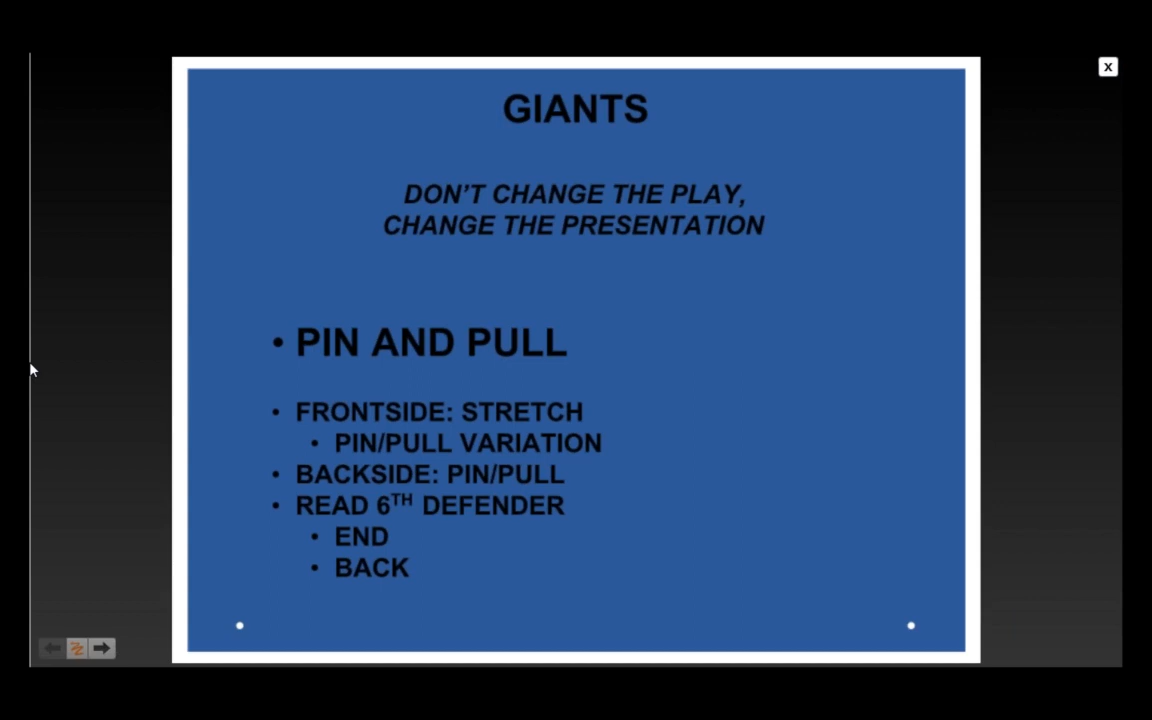 GIANTS
DON'T CHANGE THE PLAY,
CHANGE THE PRESENTATION
• PIN AND PULL
• FRONTSIDE: STRETCH
• PIN/PULL VARIATION
• BACKSIDE: PIN/PULL
• READ 6TH DEFENDER
• END
• BACK
X